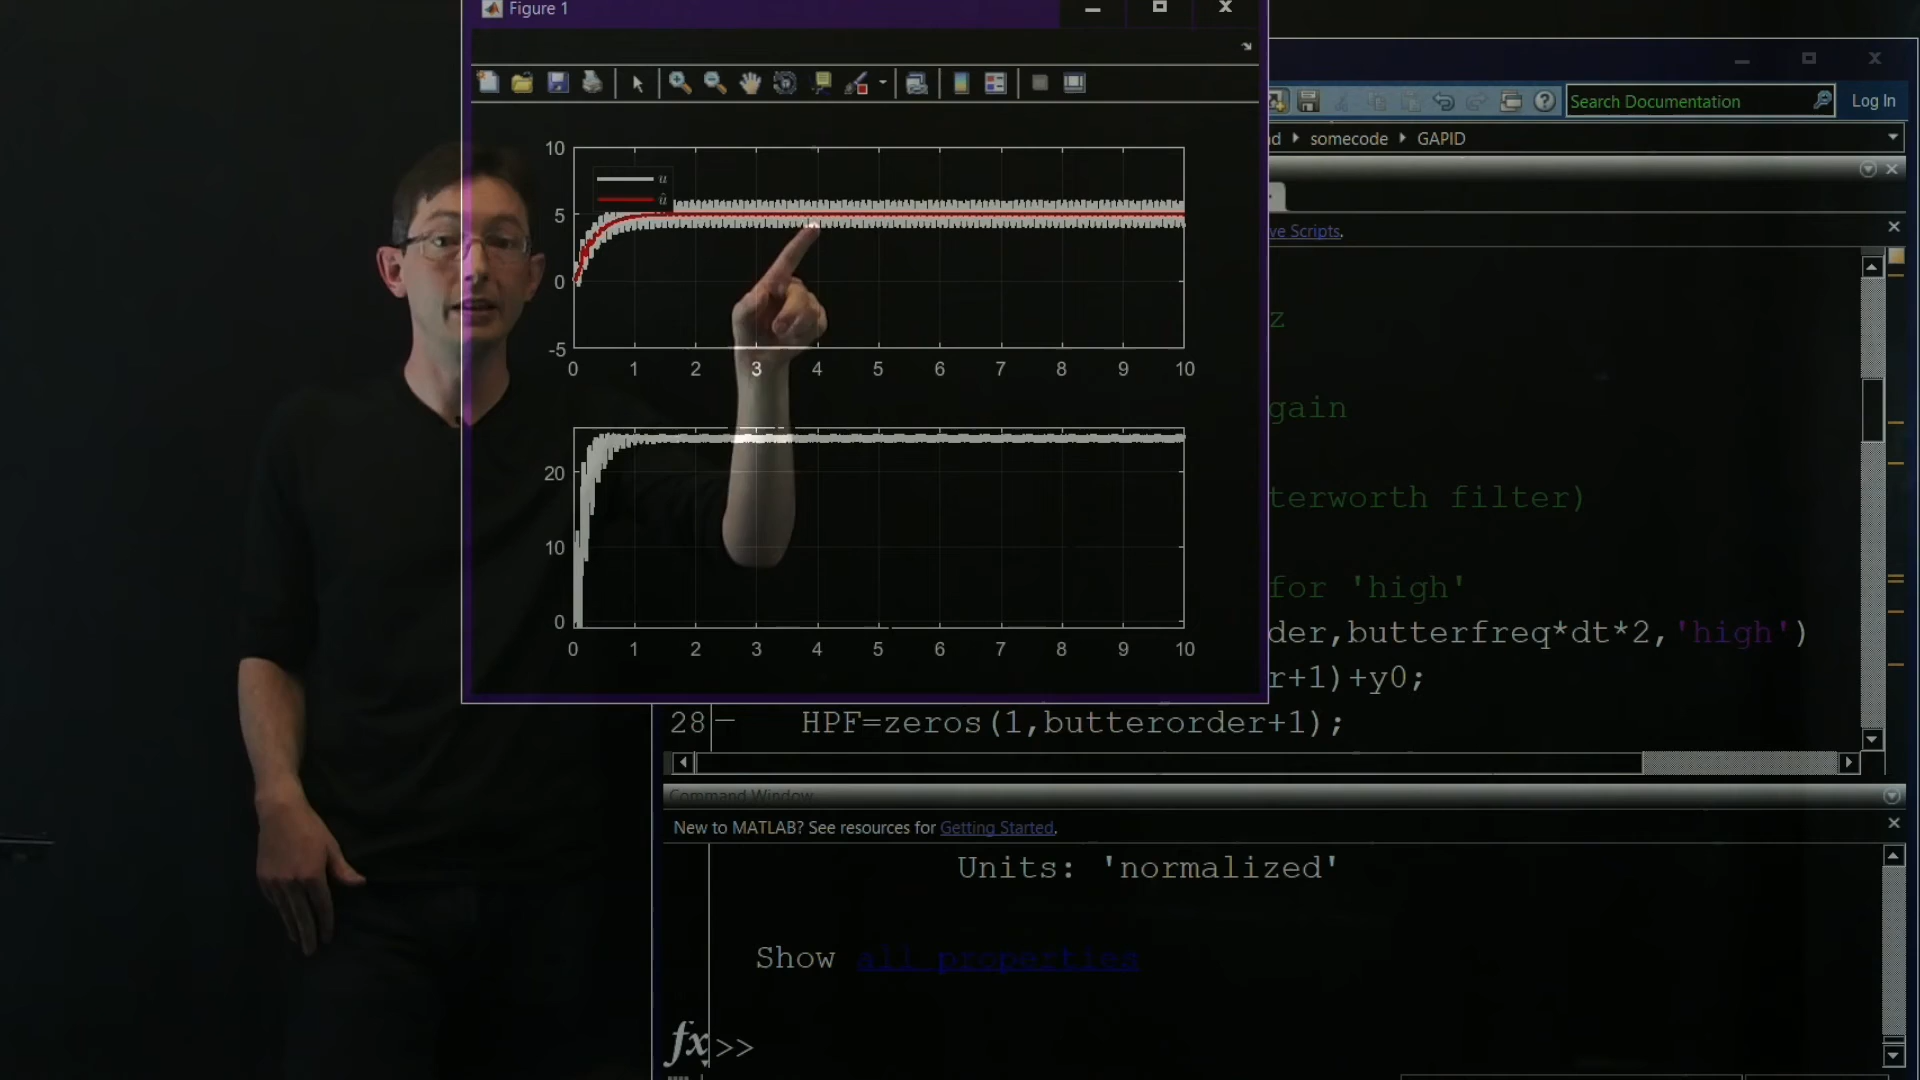 Figure 1
Search Documentation
Log In
nd somecode GAPID
ve Scripts.
10
5
0
-5
u
û
0 1 2 3 4 5 6 7 8 9 10
20
10
0
0 1 2 3 4 5 6 7 8 9 10
z
gain
terworth filter)
for 'high'
der,butterfreq*dt*2,'high')
r+1)+y0;
28 HPF=zeros(1,butterorder+1);
Command Window
New to MATLAB? See resources for Getting Started.
Units: 'normalized'
Show all properties
fx >>